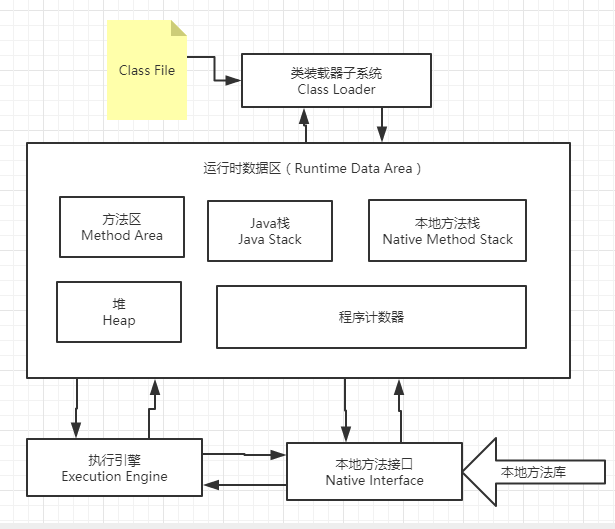 Class File
类装载器子系统
Class Loader
运行时数据区（Runtime Data Area）
方法区
Method Area
Java栈
Java Stack
本地方法栈
Native Method Stack
堆
Heap
程序计数器
执行引擎
Execution Engine
本地方法接口
Native Interface
本地方法库